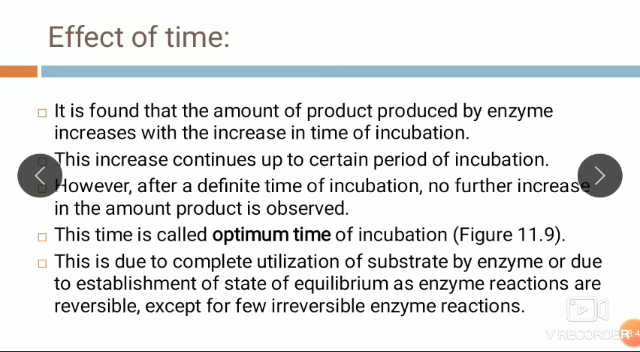 Effect of time:
It is found that the amount of product produced by enzyme
increases with the increase in time of incubation.
This increase continues up to certain period of incubation.
However, after a definite time of incubation, no further increase
in the amount product is observed.
This time is called optimum time of incubation (Figure 11.9).
This is due to complete utilization of substrate by enzyme or due
to establishment of state of equilibrium as enzyme reactions are
reversible, except for few irreversible enzyme reactions.
V RECORDER